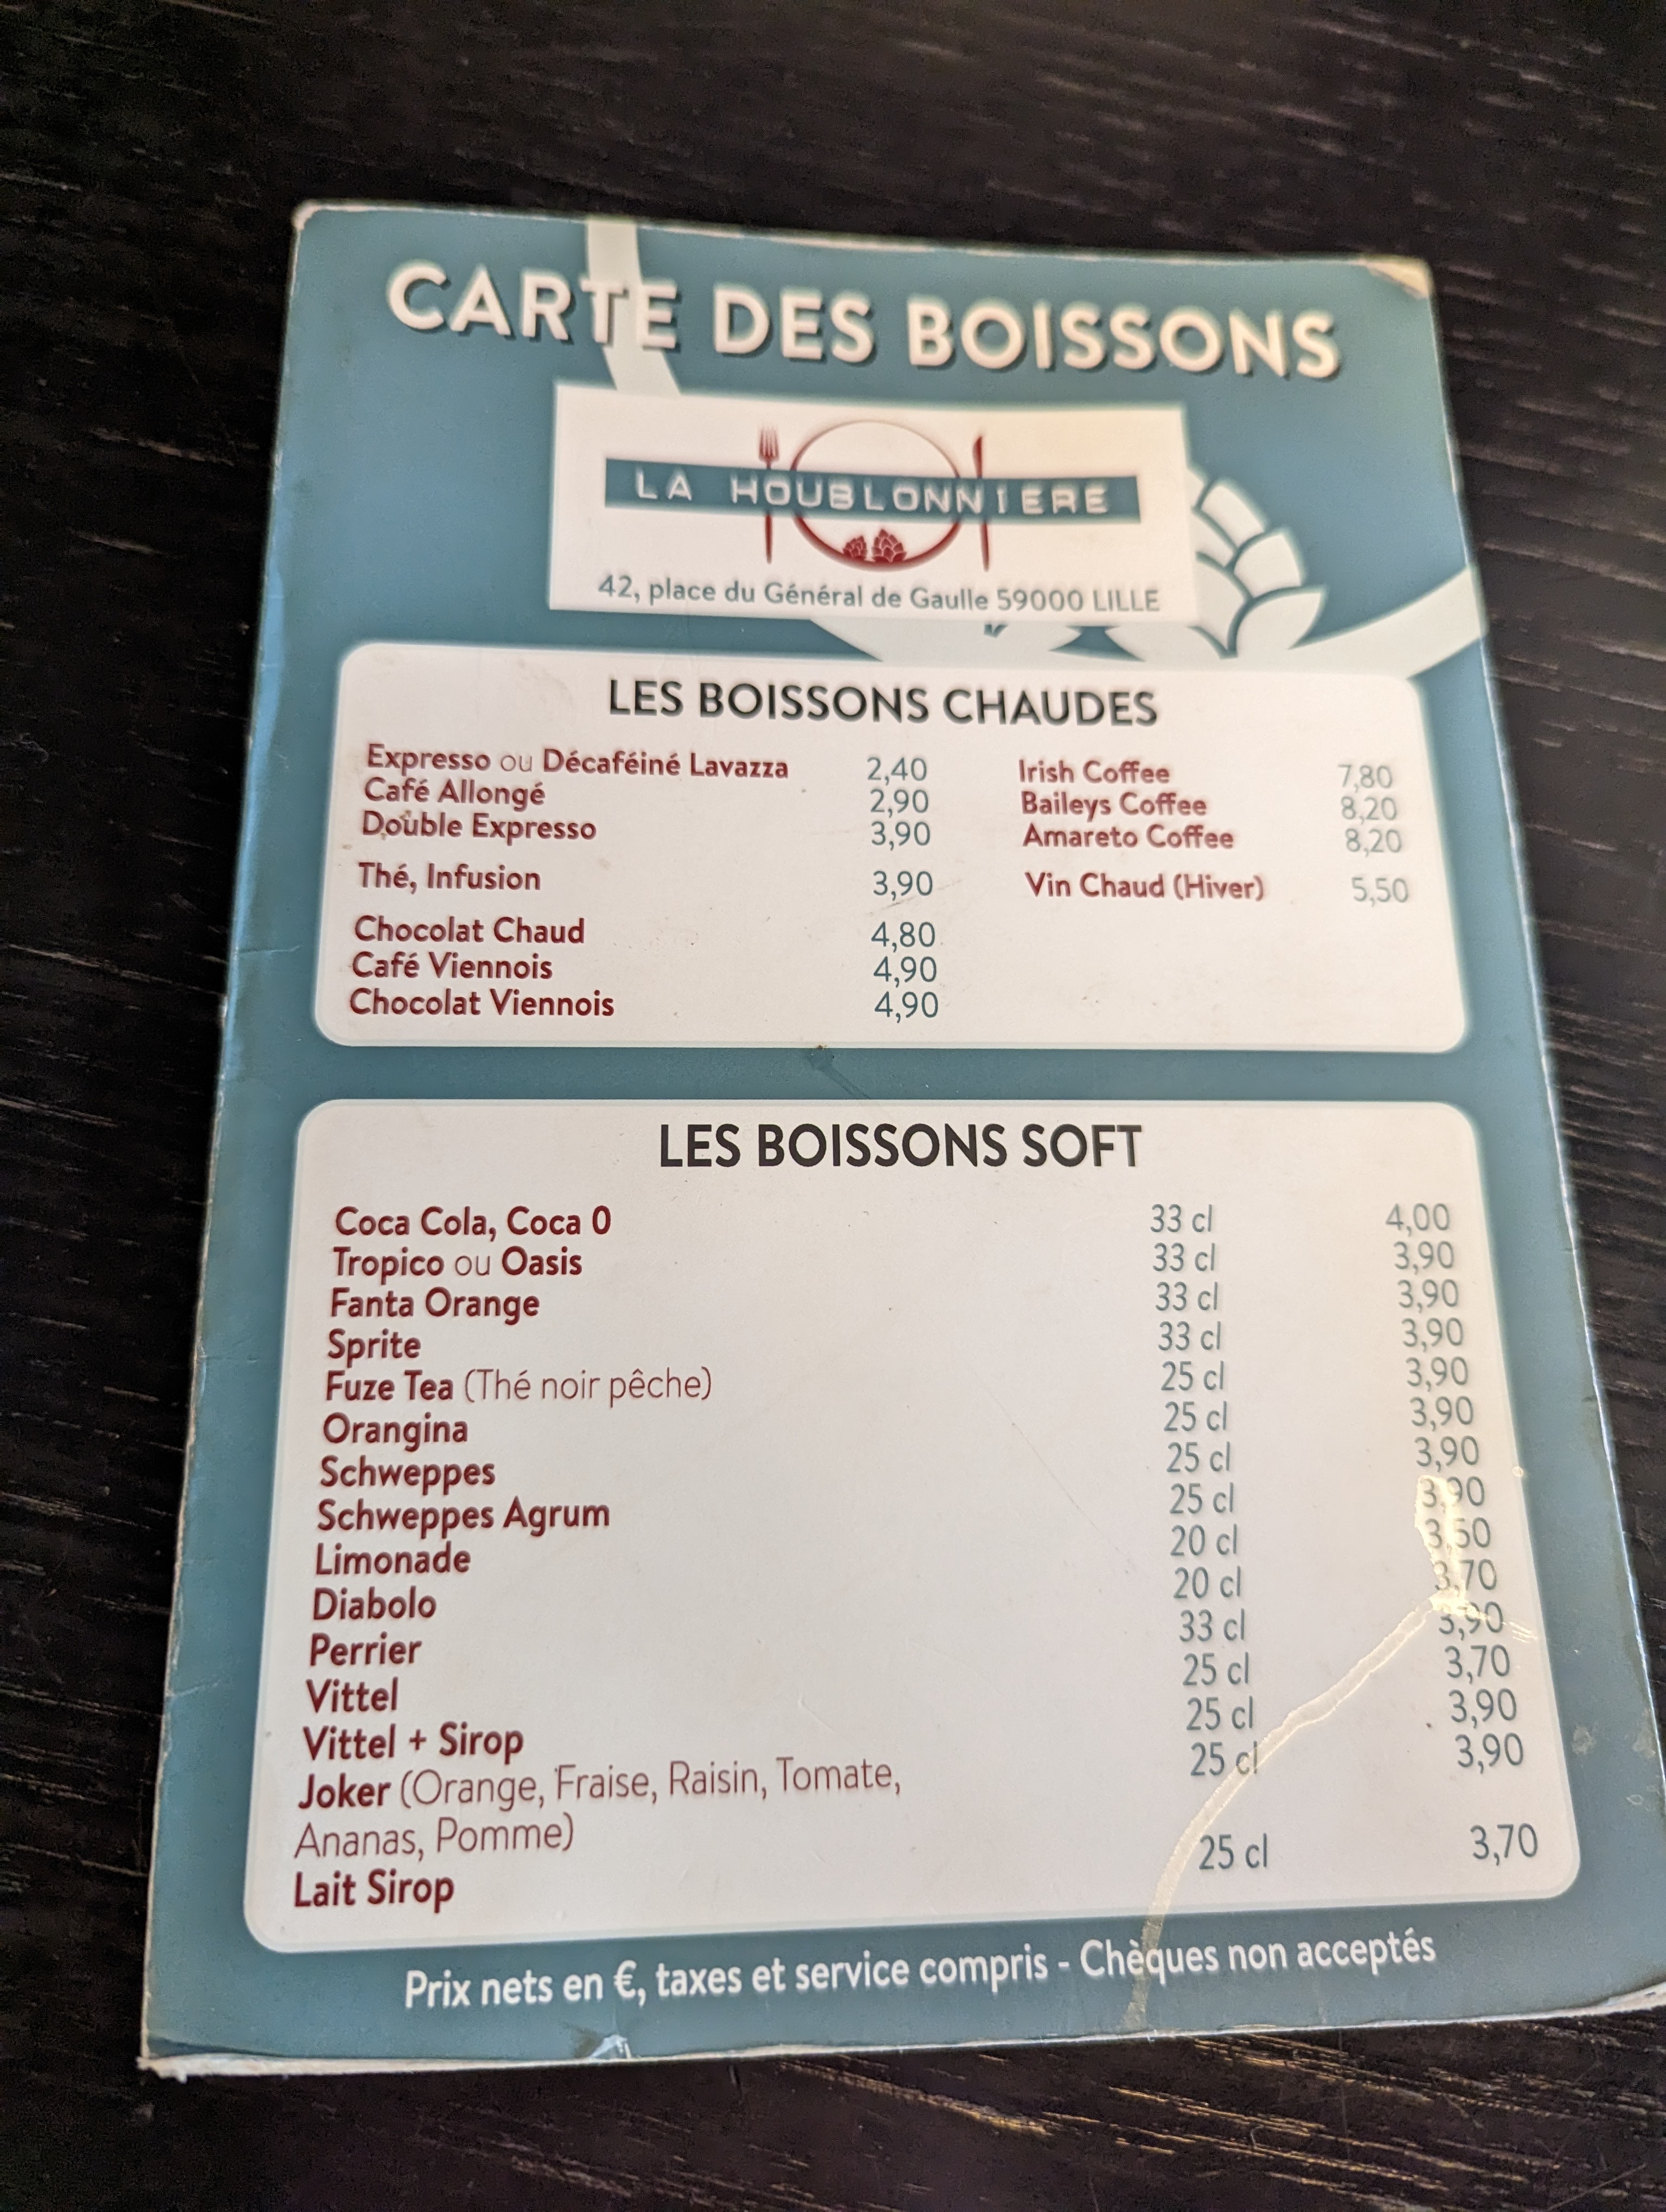 CARTE DES BOISSONS
LA HOUBLONNIERE
42, place du Général de Gaulle 59000 LILLE
LES BOISSONS CHAUDES
Expresso ou Décaféiné Lavazza 2,40
Café Allongé 2,90
Double Expresso 3,90
Thé, Infusion 3,90
Chocolat Chaud 4,80
Café Viennois 4,90
Chocolat Viennois 4,90
Irish Coffee 7,80
Baileys Coffee 8,20
Amareto Coffee 8,20
Vin Chaud (Hiver) 5,50
LES BOISSONS SOFT
Coca Cola, Coca 0 33 cl 4,00
Tropico ou Oasis 33 cl 3,90
Fanta Orange 33 cl 3,90
Sprite 33 cl 3,90
Fuze Tea (Thé noir pêche) 25 cl 3,90
Orangina 25 cl 3,90
Schweppes 25 cl 3,90
Schweppes Agrum 25 cl 3,90
Limonade 20 cl 3,50
Diabolo 20 cl 3,70
Perrier 33 cl 3,90
Vittel 25 cl 3,70
Vittel + Sirop 25 cl 3,90
Joker (Orange, Fraise, Raisin, Tomate, 25 cl 3,90
Ananas, Pomme)
Lait Sirop 25 cl 3,70
Prix nets en €, taxes et service compris - Chèques non acceptés